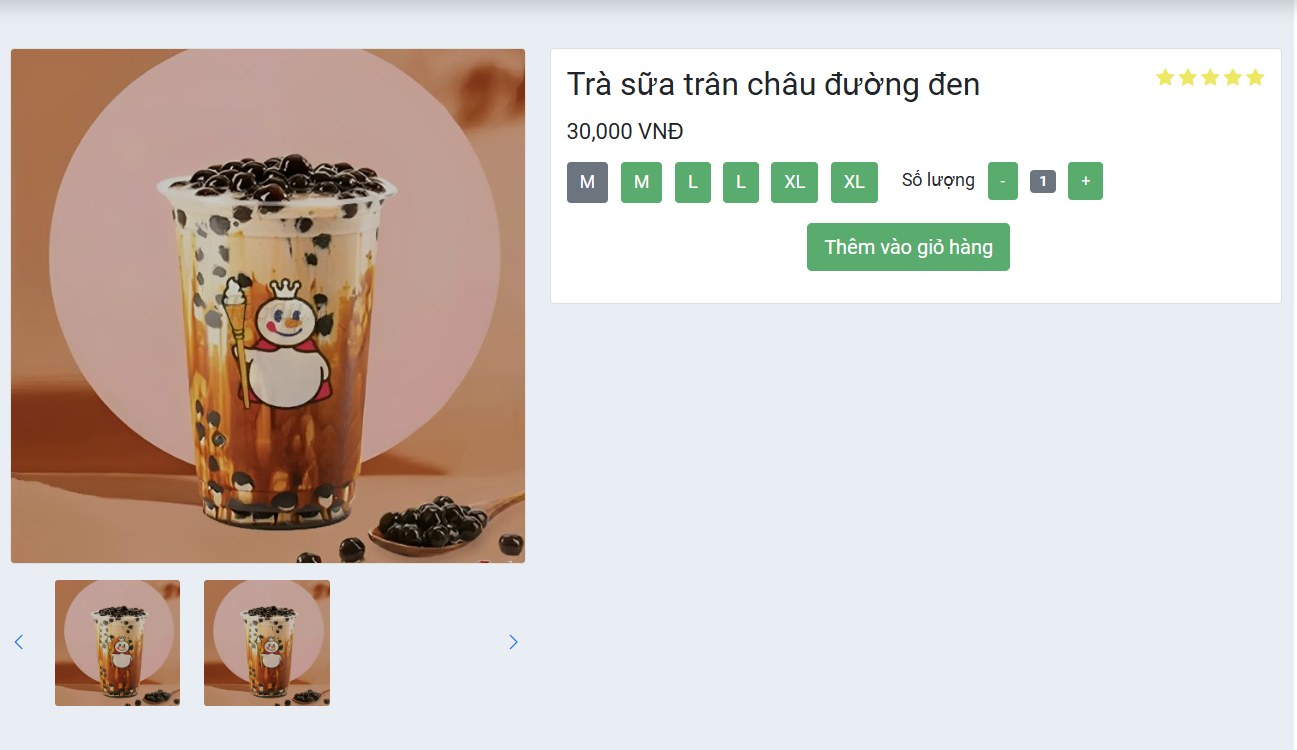 Trà sữa trân châu đường đen
30,000 VNĐ
M M L L XL XL Số lượng - 1 +
Thêm vào giỏ hàng